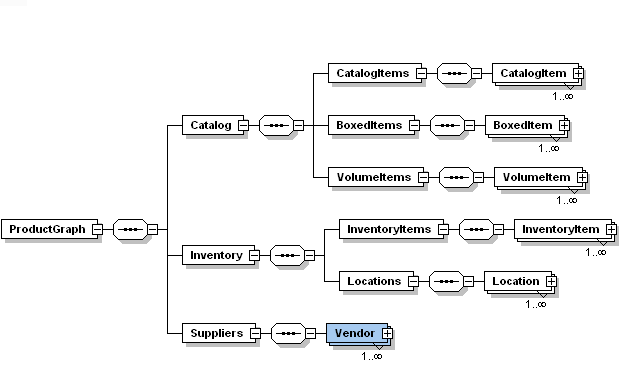 CatalogItems
CatalogItem
1..∞
Catalog
BoxedItems
BoxedItem
1..∞
VolumeItems
VolumeItem
1..∞
ProductGraph
InventoryItems
InventoryItem
1..∞
Inventory
Locations
Location
1..∞
Suppliers
Vendor
1..∞